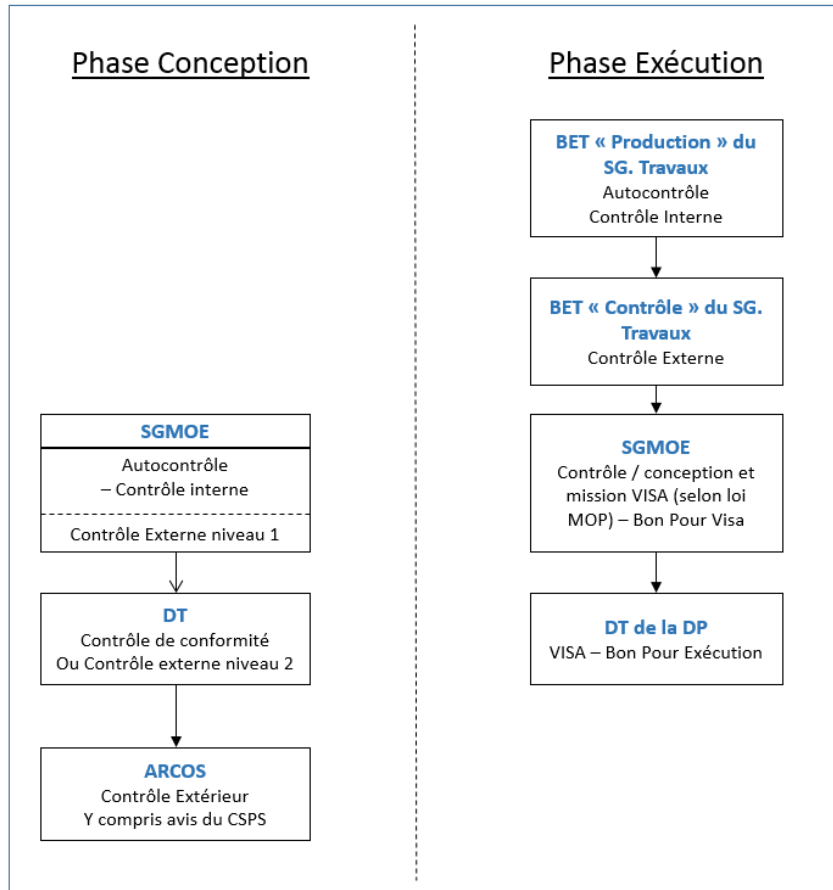 Phase Conception
SGMOE
Autocontrôle
– Contrôle interne
Contrôle Externe niveau 1
DT
Contrôle de conformité
Ou Contrôle externe niveau 2
ARCOS
Contrôle Extérieur
Y compris avis du CSPS
Phase Exécution
BET « Production » du
SG. Travaux
Autocontrôle
Contrôle Interne
BET « Contrôle » du SG.
Travaux
Contrôle Externe
SGMOE
Contrôle / conception et
mission VISA (selon loi
MOP) – Bon Pour Visa
DT de la DP
VISA – Bon Pour Exécution